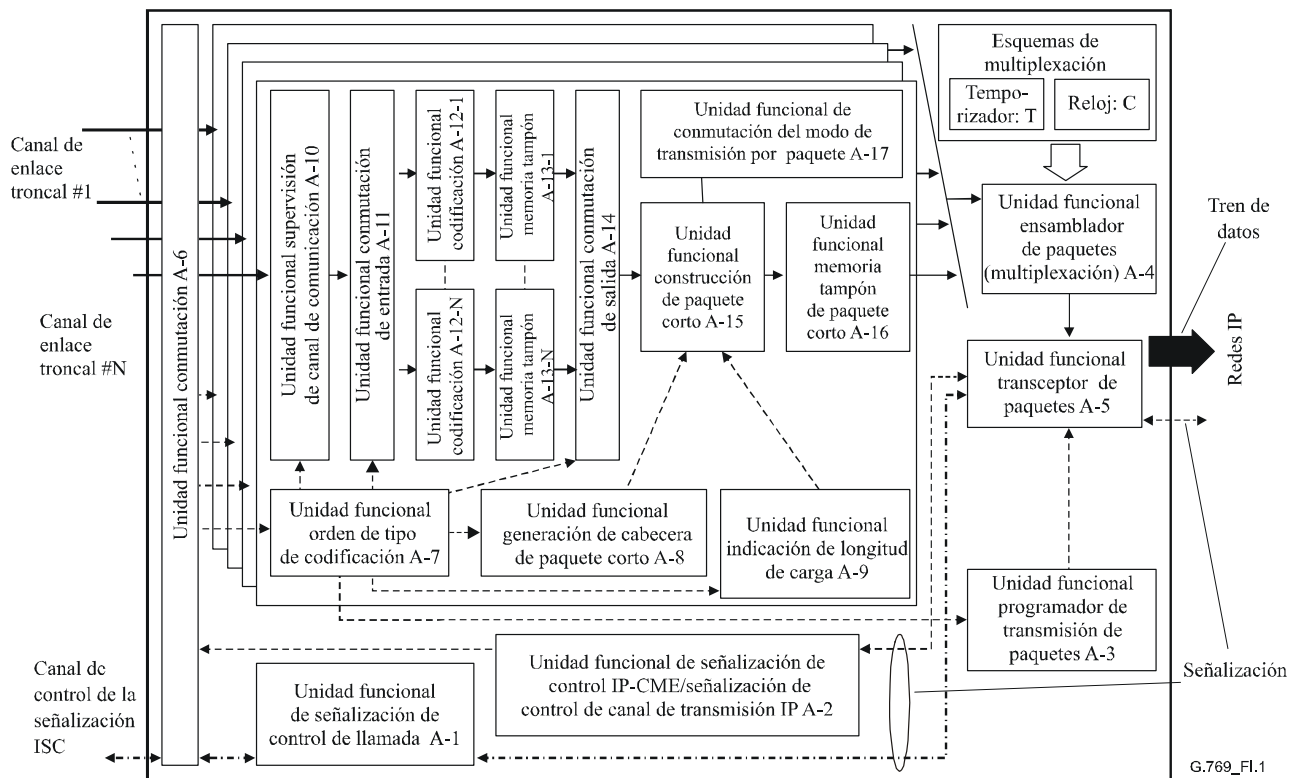 Canal de
enlace
troncal #1
Canal de
enlace
troncal #N
Unidad funcional conmutación A-6
Unidad funcional supervisión
de canal de comunicación A-10
Unidad funcional conmutación
de entrada A-11
Unidad funcional
codificación A-12-1
Unidad funcional
memoria tampón
A-13-1
Unidad funcional
codificación A-12-N
Unidad funcional
memoria tampón
A-13-N
Unidad funcional conmutación
de salida A-14
Unidad funcional de
conmutación del modo de
transmisión por paquete A-17
Unidad
funcional
construcción
de paquete
corto A-15
Unidad
funcional
memoria
tampón
de paquete
corto A-16
Esquemas de
multiplexación
Tempo-
rizador: T
Reloj: C
Unidad funcional
ensamblador
de paquetes
(multiplexación) A-4
Tren de
datos
Redes IP
Unidad funcional
transceptor de
paquetes A-5
Unidad funcional
orden de tipo
de codificación A-7
Unidad funcional
generación de cabecera
de paquete corto A-8
Unidad funcional
indicación de longitud
de carga A-9
Unidad funcional
programador de
transmisión de
paquetes A-3
Señalización
Canal dc
control de la
señalización
ISC
Unidad funcional
de señalización de
control de llamada A-1
Unidad funcional de señalización de
control IP-CME/señalización de
control de canal de transmisión IP A-2
G.769_FI.1